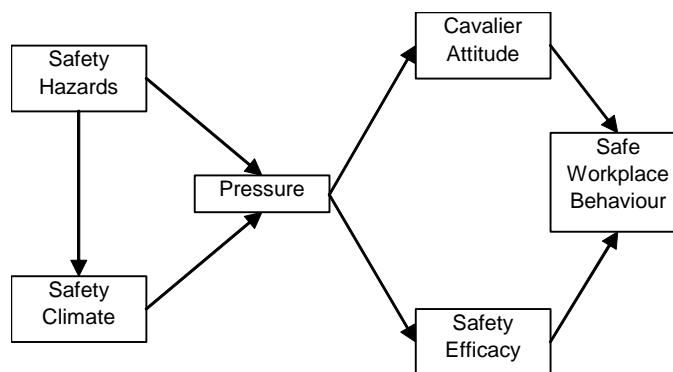 Cavalier
Attitude
Safety
Hazards
Safe
Workplace
Behaviour
Pressure
Safety
Climate
Safety
Efficacy